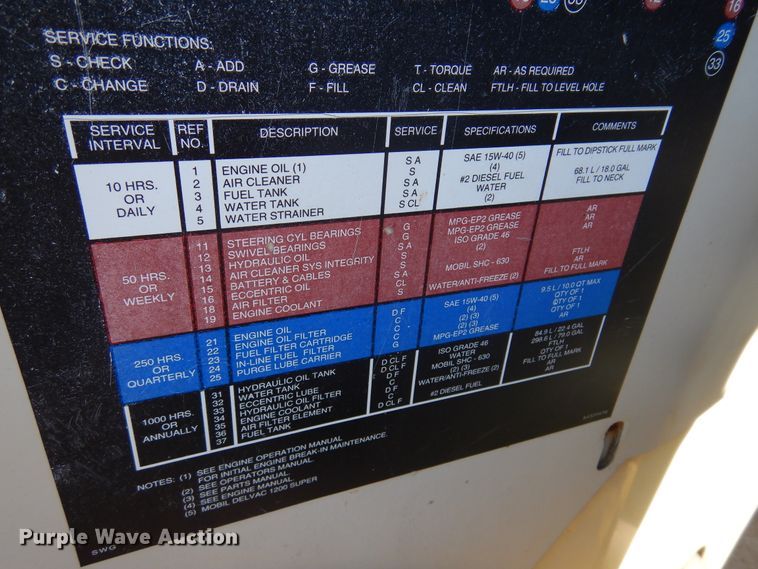 16 25 33 12 16
25
33
SERVICE FUNCTIONS:
S - CHECK A - ADD G - GREASE T - TORQUE AR - AS REQUIRED
C - CHANGE D - DRAIN F - FILL CL - CLEAN FTLH - FILL TO LEVEL HOLE
SERVICE INTERVAL REF NO. DESCRIPTION SERVICE SPECIFICATIONS COMMENTS
10 HRS. OR DAILY
1 ENGINE OIL (1) S A SAE 15W-40 (5) FILL TO DIPSTICK FULL MARK
2 AIR CLEANER S (4)
3 FUEL TANK S A #2 DIESEL FUEL 68.1 L / 18.0 GAL
4 WATER TANK S A WATER FILL TO NECK
5 WATER STRAINER S CL (2)
50 HRS. OR WEEKLY
11 STEERING CYL BEARINGS G MPG-EP2 GREASE AR
12 SWIVEL BEARINGS G MPG-EP2 GREASE AR
13 HYDRAULIC OIL S A ISO GRADE 46 AR
14 AIR CLEANER SYS INTEGRITY S (2)
15 BATTERY & CABLES S
16 ECCENTRIC OIL S A MOBIL SHC - 630 FTLH
18 AIR FILTER CL AR
19 ENGINE COOLANT S WATER/ANTI-FREEZE (2) FILL TO FULL MARK
250 HRS. OR QUARTERLY
21 ENGINE OIL D F SAE 15W-40 (5) 9.5 L / 10.0 QT MAX
22 ENGINE OIL FILTER C (4) QTY OF 1
23 FUEL FILTER CARTRIDGE C (2) (3) QTY OF 1
24 IN-LINE FUEL FILTER C (2) (3) QTY OF 1
25 PURGE LUBE CARRIER G MPG-EP2 GREASE AR
1000 HRS. OR ANNUALLY
31 HYDRAULIC OIL TANK D CL F ISO GRADE 46 84.9 L / 22.4 GAL
32 WATER TANK D CL F WATER 298.6 L / 79.0 GAL
33 ECCENTRIC LUBE D F MOBIL SHC - 630 FTLH
34 HYDRAULIC OIL FILTER C (2) (3) QTY OF 1
35 ENGINE COOLANT D F WATER/ANTI-FREEZE (2) FILL TO FULL MARK
36 AIR FILTER ELEMENT C QTY OF 1
37 FUEL TANK D CL F #2 DIESEL FUEL AR
NOTES: (1) SEE ENGINE OPERATION MANUAL
FOR INITIAL ENGINE BREAK-IN MAINTENANCE.
(2) SEE OPERATORS MANUAL.
(3) SEE PARTS MANUAL.
(4) SEE ENGINE MANUAL.
(5) MOBIL DELVAC 1200 SUPER
SWG
Purple Wave Auction